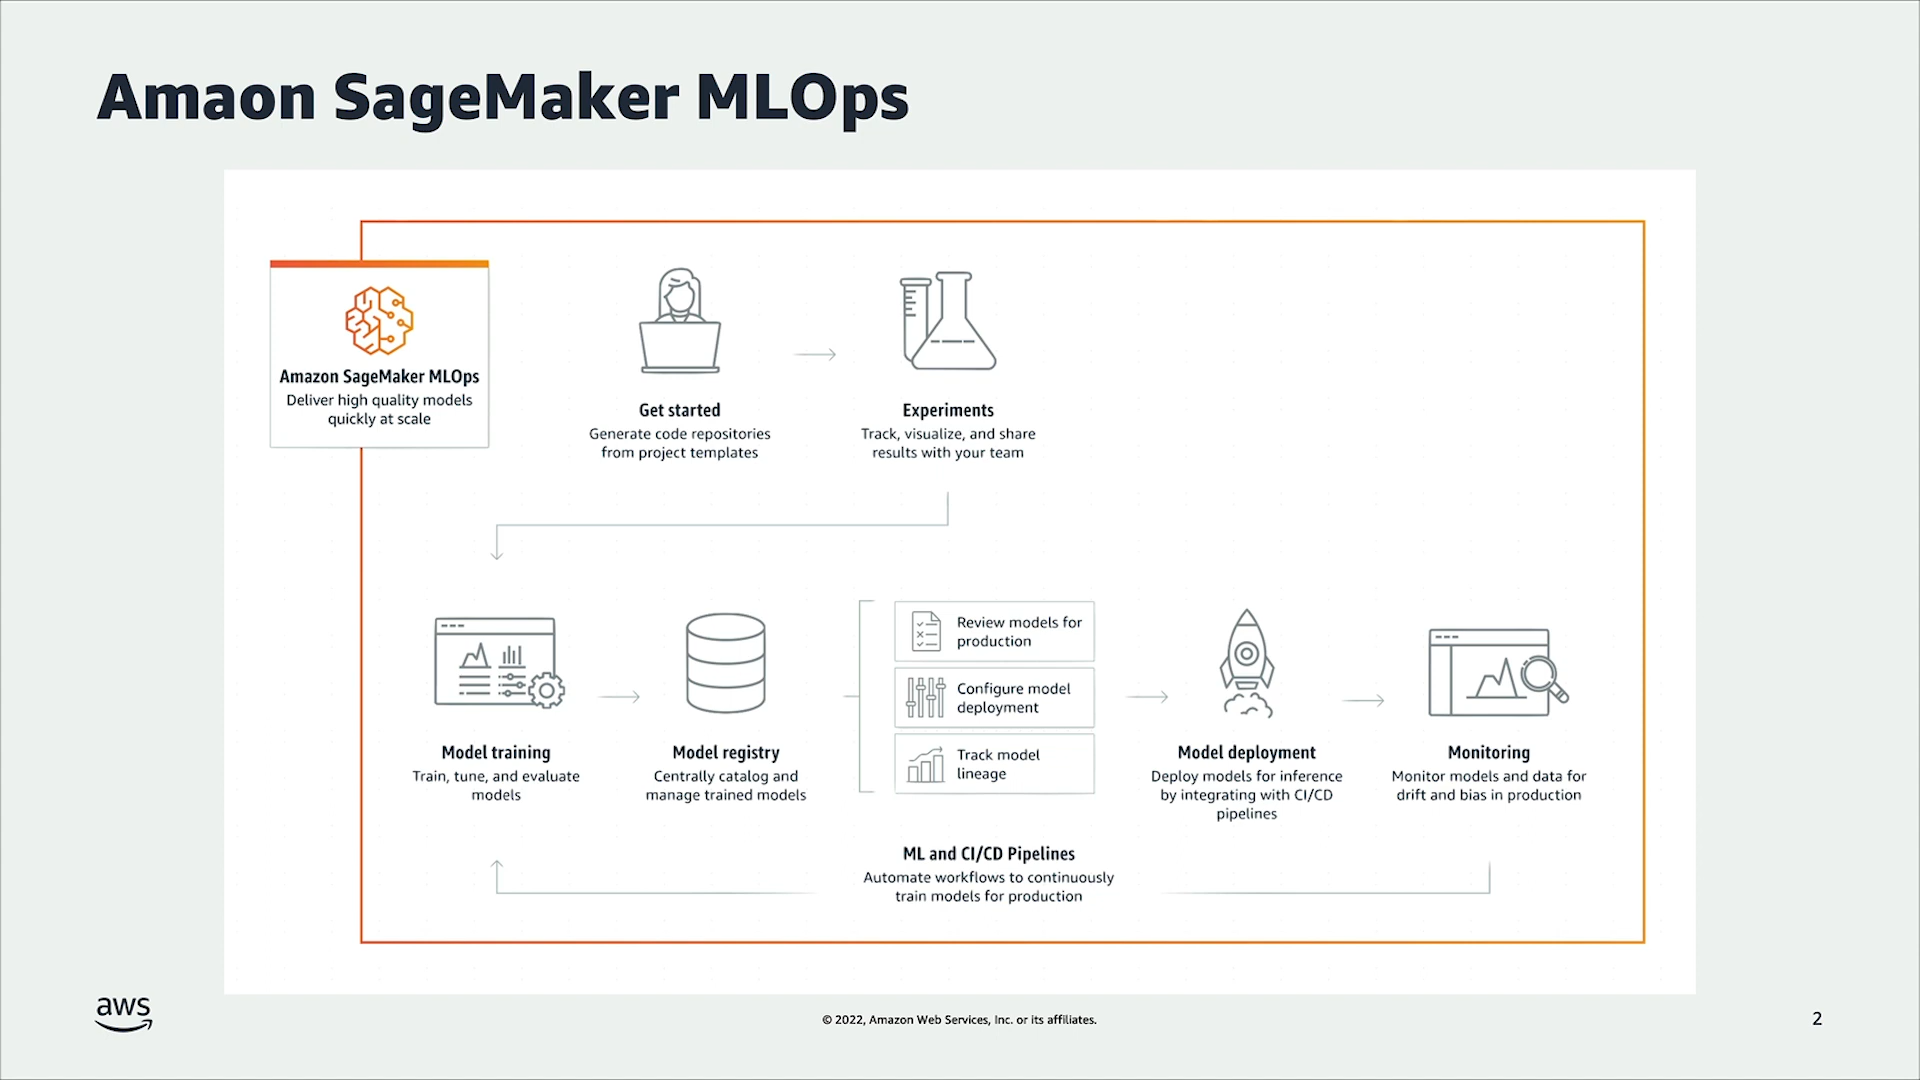 Amaon SageMaker MLOps
Amazon SageMaker MLOps
Deliver high quality models
quickly at scale
Get started
Generate code repositories
from project templates
Experiments
Track, visualize, and share
results with your team
Model training
Train, tune, and evaluate
models
Model registry
Centrally catalog and
manage trained models
Review models for
production
Configure model
deployment
Track model
lineage
ML and CI/CD Pipelines
Automate workflows to continuously
train models for production
Model deployment
Deploy models for inference
by integrating with CI/CD
pipelines
Monitoring
Monitor models and data for
drift and bias in production
aws
© 2022, Amazon Web Services, Inc. or its affiliates.
2